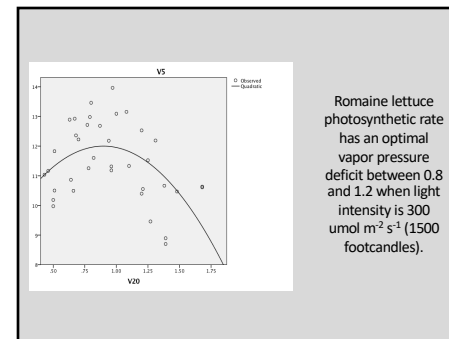 V5
Observed
Quadratic
14
13
12
11
10
9
8
.50
.75
1.00
1.25
1.50
1.75
V20
Romaine lettuce
photosynthetic rate
has an optimal
vapor pressure
deficit between 0.8
and 1.2 when light
intensity is 300
umol m⁻² s⁻¹ (1500
footcandles).